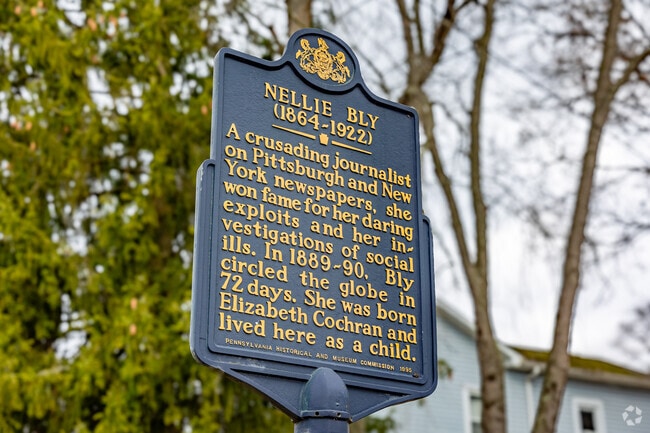 NELLIE BLY
(1864-1922)
A crusading journalist
on Pittsburgh and New
York newspapers, she
won fame for her daring
exploits and her in-
vestigations of social
ills. In 1889-90, Bly
circled the globe in
72 days. She was born
Elizabeth Cochran and
lived here as a child.
PENNSYLVANIA HISTORICAL AND MUSEUM COMMISSION 1995